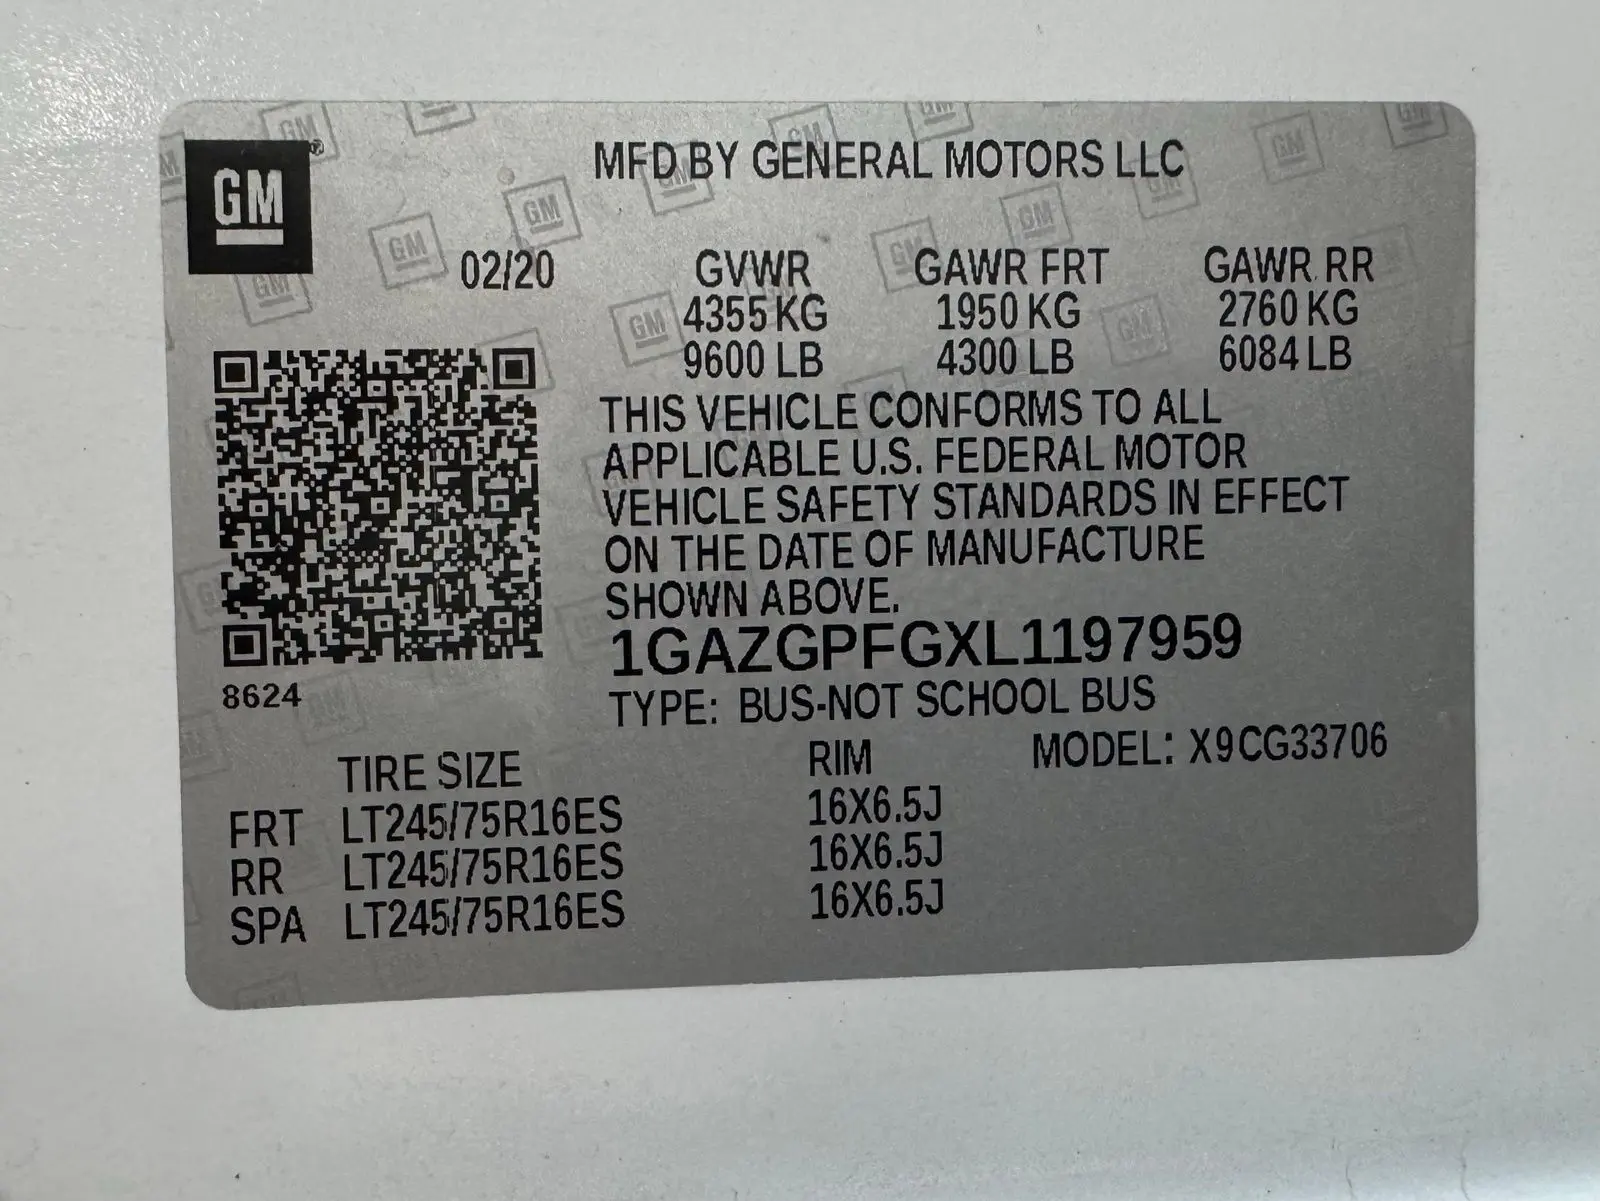 GM
MFD BY GENERAL MOTORS LLC
02/20 GVWR GAWR FRT GAWR RR
4355 KG 1950 KG 2760 KG
9600 LB 4300 LB 6084 LB
THIS VEHICLE CONFORMS TO ALL
APPLICABLE U.S. FEDERAL MOTOR
VEHICLE SAFETY STANDARDS IN EFFECT
ON THE DATE OF MANUFACTURE
SHOWN ABOVE.
1GAZGPFGXL1197959
8624
TYPE: BUS-NOT SCHOOL BUS
TIRE SIZE RIM MODEL: X9CG33706
FRT LT245/75R16ES 16X6.5J
RR LT245/75R16ES 16X6.5J
SPA LT245/75R16ES 16X6.5J